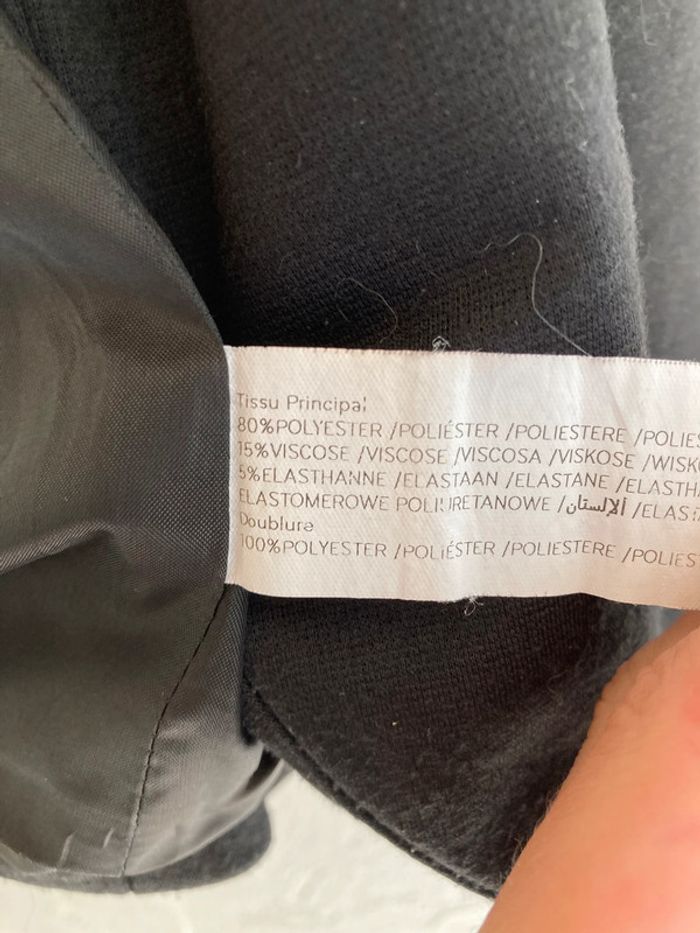 Tissu Principal
80%POLYESTER /POLIÉSTER /POLIESTERE /POLIES
15%VISCOSE /VISCOSE /VISCOSA /VISKOSE /WISK
5%ELASTHANNE /ELASTAAN /ELASTANE /ELASTH
ELASTOMEROWE POLIURETANOWE /ألإلستان /ELAS
Doublure
100%POLYESTER /POLIÉSTER /POLIESTERE /POLIES